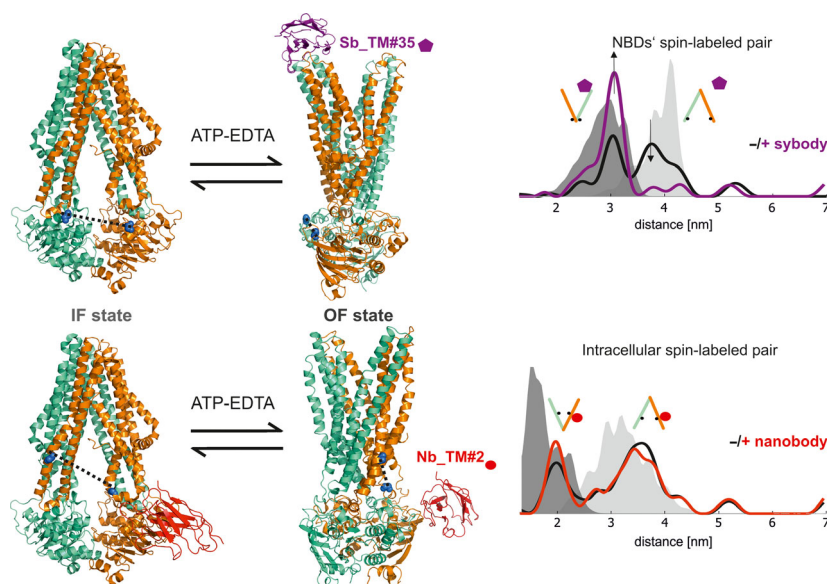 Sb_TM#35
ATP-EDTA
NBDs‘ spin-labeled pair
–/+ sybody
2 3 4 5 6 7
distance [nm]
IF state
OF state
ATP-EDTA
Nb_TM#2
Intracellular spin-labeled pair
–/+ nanobody
2 3 4 5 6 7
distance [nm]